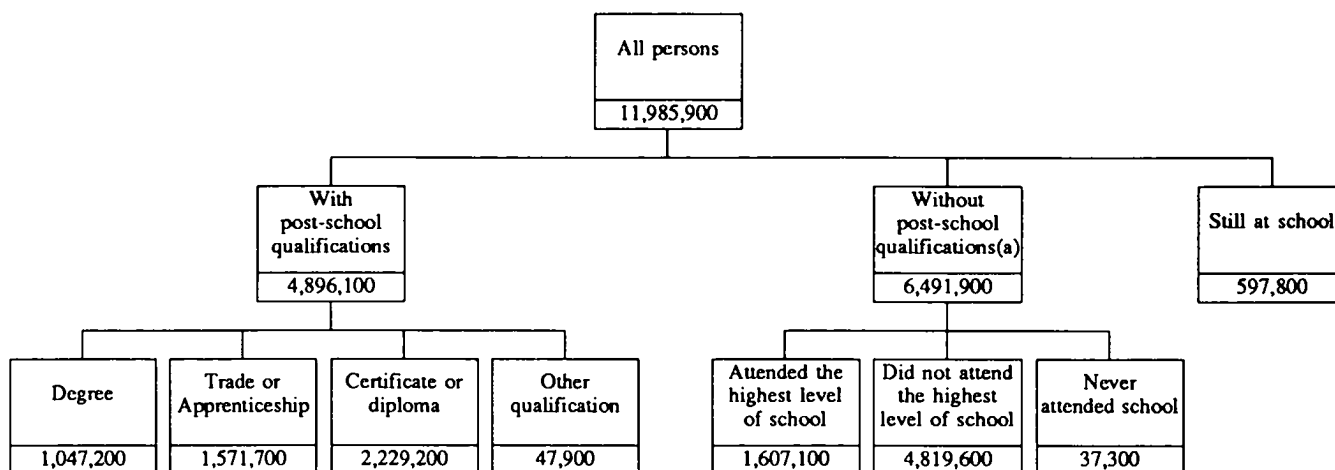 All persons
11,985,900
With
post-school
qualifications
4,896,100
Without
post-school
qualifications(a)
6,491,900
Still at school
597,800
Degree
1,047,200
Trade or
Apprenticeship
1,571,700
Certificate or
diploma
2,229,200
Other
qualification
47,900
Attended the
highest level
of school
1,607,100
Did not attend
the highest
level of school
4,819,600
Never
attended school
37,300